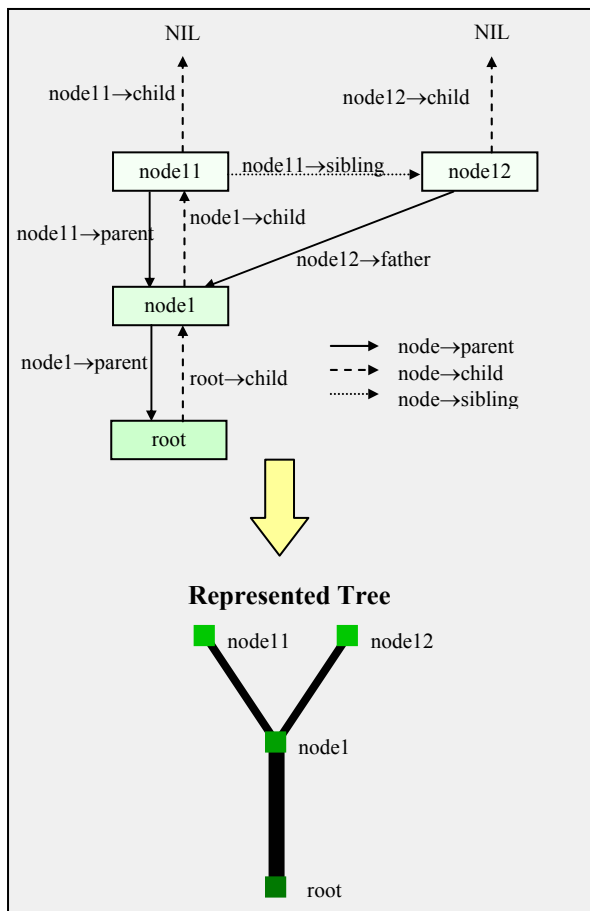 NIL NIL
node11→child
node12→child
node11 node11→sibling node12
node1→child
node11→parent
node12→father
node1
node1→parent
root→child
node→parent
node→child
node→sibling
root
Represented Tree
node11 node12
node1
root